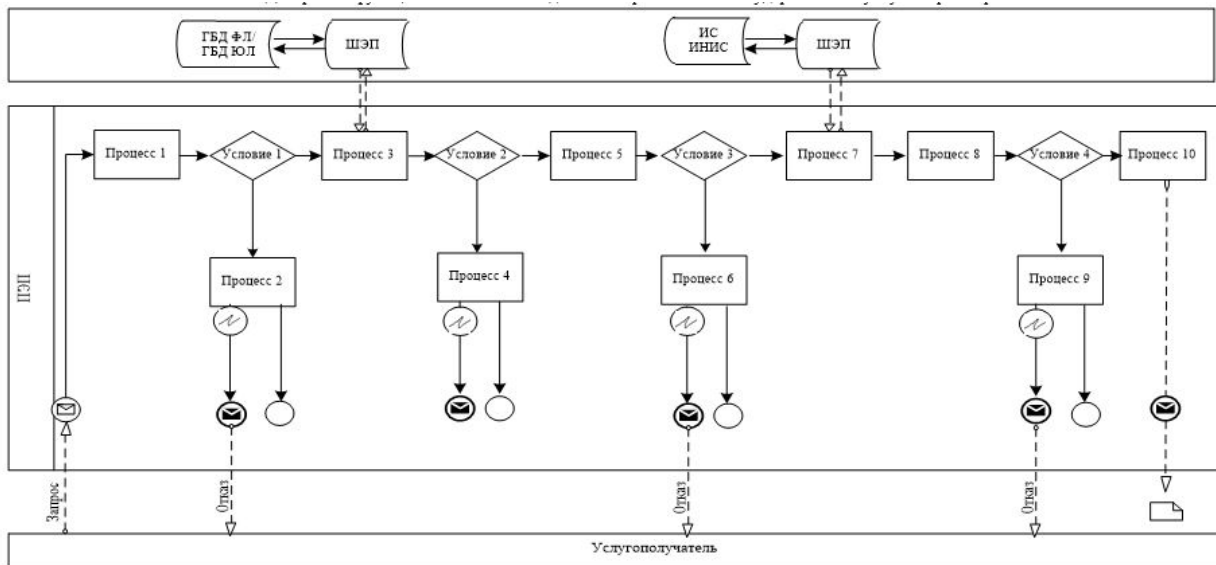 ГБД ФЛ/
ГБД ЮЛ
ШЭП
ИС
ИНИС
ШЭП
ПЭП
Процесс 1
Условие 1
Процесс 3
Условие 2
Процесс 5
Условие 3
Процесс 7
Процесс 8
Условие 4
Процесс 10
Процесс 2
Процесс 4
Процесс 6
Процесс 9
Запрос
Отказ
Отказ
Отказ
Услугополучатель